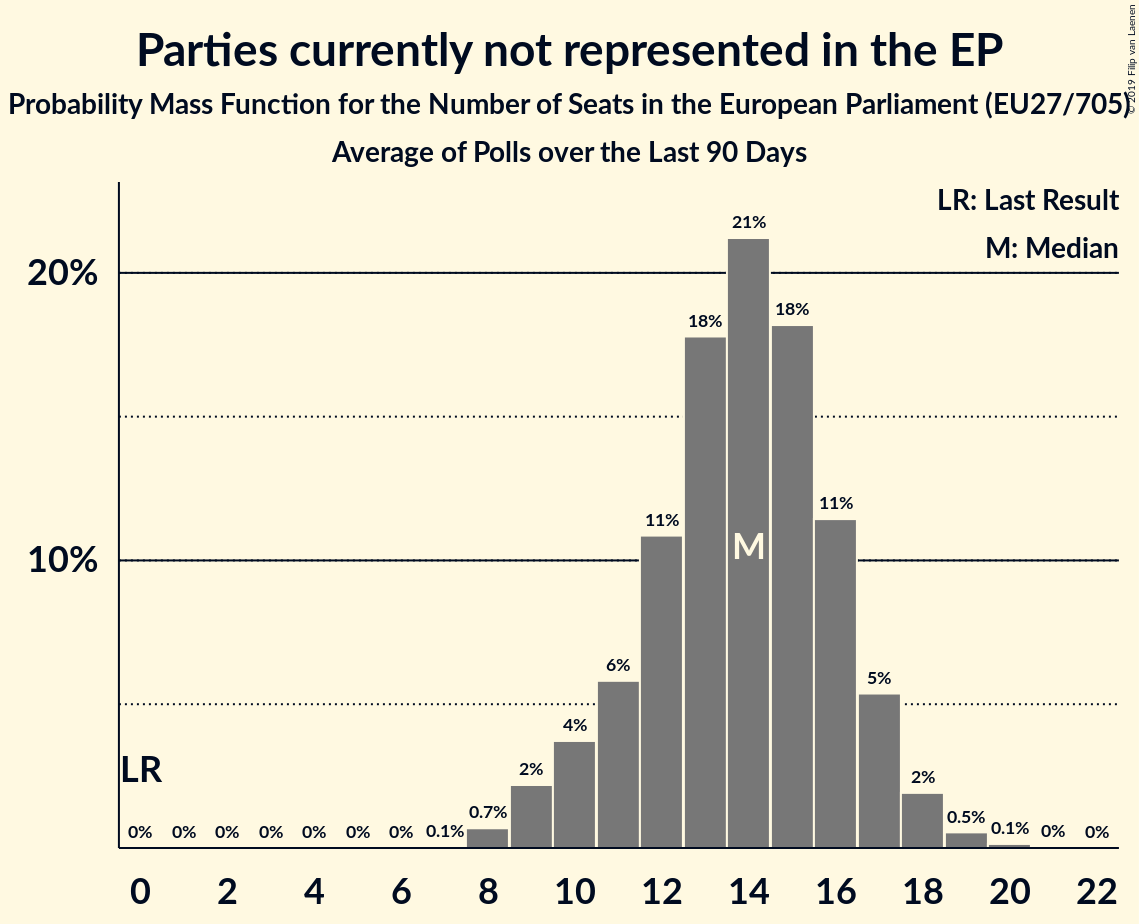 Parties currently not represented in the EP
Probability Mass Function for the Number of Seats in the European Parliament (EU27/705)
Average of Polls over the Last 90 Days
© 2019 Filip van Laenen
LR: Last Result
M: Median
20%
10%
21%
18%
18%
11%
M
11%
6%
5%
4%
2%
2%
LR
0%
0%
0%
0%
0%
0%
0%
0.1%
0.7%
0.5%
0.1%
0%
0%
0 2 4 6 8 10 12 14 16 18 20 22